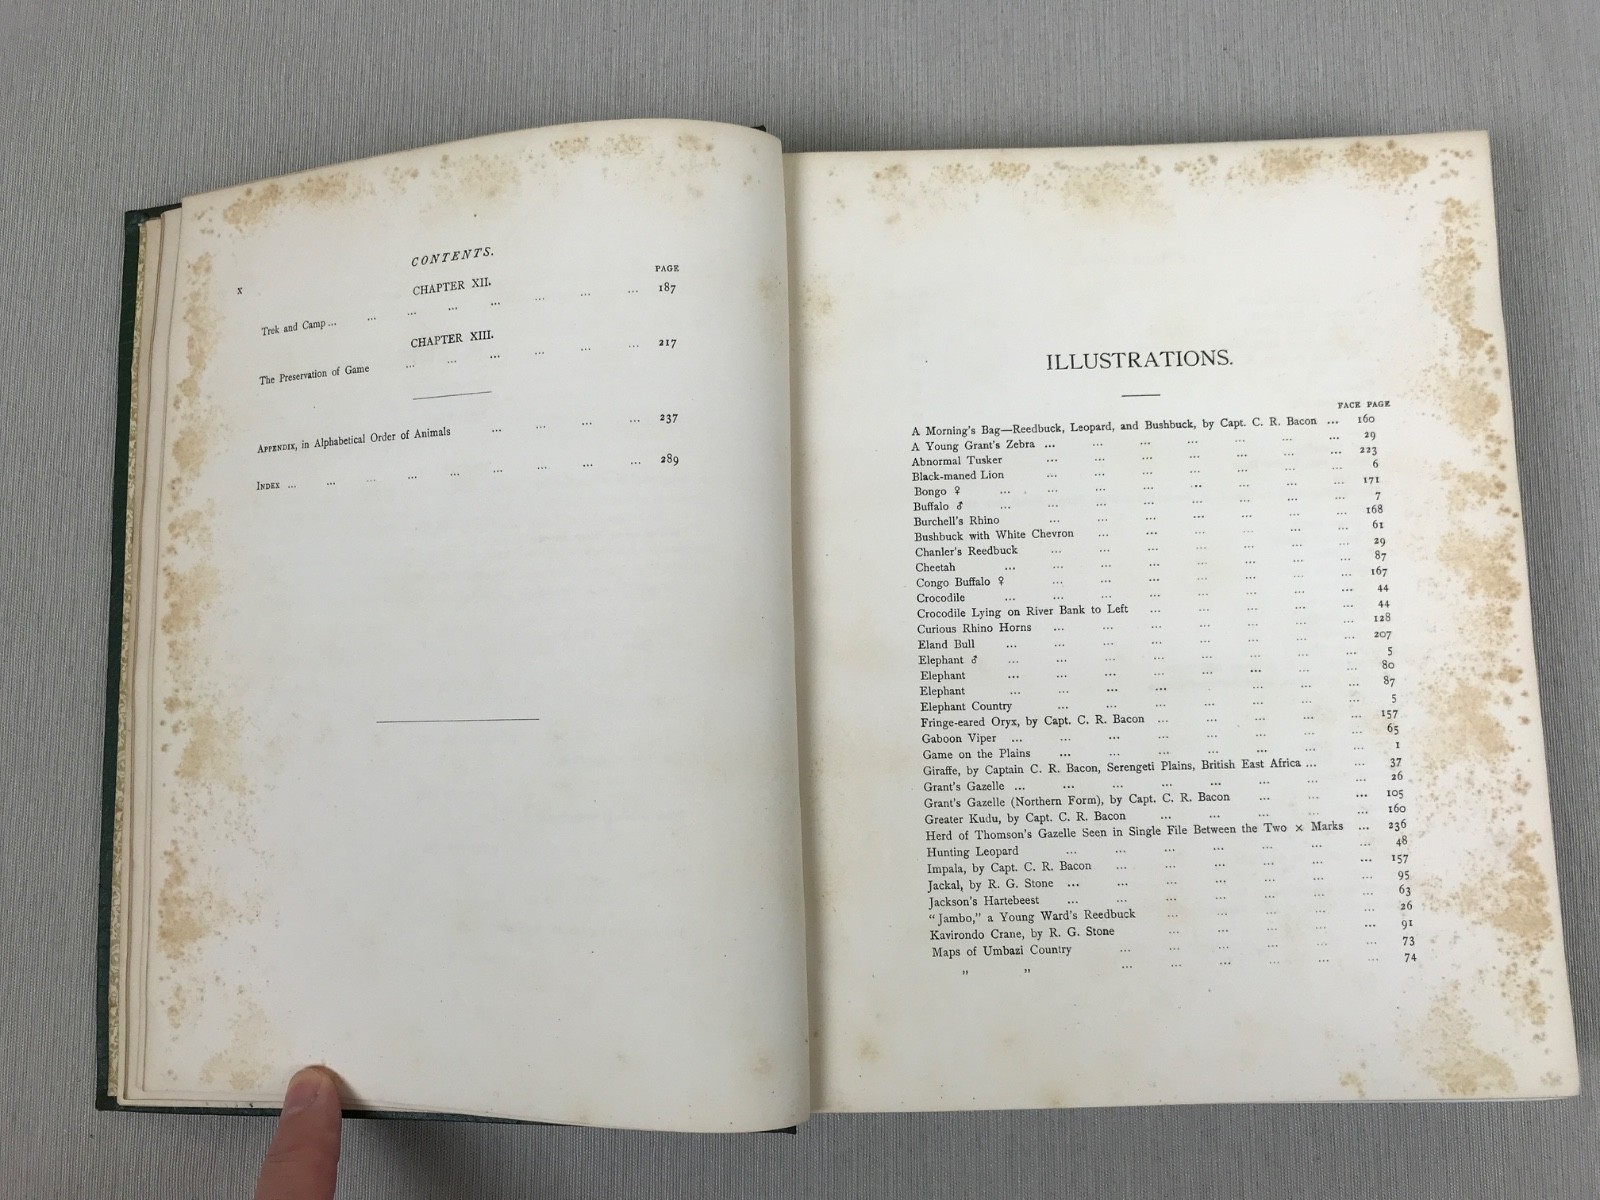 CONTENTS.
x
PAGE
CHAPTER XII.
Trek and Camp ... ... ... ... ... ... ... ... 187
CHAPTER XIII.
The Preservation of Game ... ... ... ... ... ... 217
APPENDIX, in Alphabetical Order of Animals ... ... ... ... 237
INDEX ... ... ... ... ... ... ... ... 289
ILLUSTRATIONS.
FACE PAGE
A Morning's Bag—Reedbuck, Leopard, and Bushbuck, by Capt. C. R. Bacon ... 160
A Young Grant's Zebra ... ... ... ... ... ... ... 29
Abnormal Tusker ... ... ... ... ... ... ... 223
Black-maned Lion ... ... ... ... ... ... ... 6
Bongo ♀ ... ... ... ... ... ... ... ... 171
Buffalo ♂ ... ... ... ... ... ... ... ... 7
Burchell's Rhino ... ... ... ... ... ... ... 168
Bushbuck with White Chevron ... ... ... ... ... ... 61
Chanler's Reedbuck ... ... ... ... ... ... ... 29
Cheetah ... ... ... ... ... ... ... ... 87
Congo Buffalo ♀ ... ... ... ... ... ... ... 167
Crocodile ... ... ... ... ... ... ... ... 44
Crocodile Lying on River Bank to Left ... ... ... ... ... 44
Curious Rhino Horns ... ... ... ... ... ... ... 128
Eland Bull ... ... ... ... ... ... ... ... 207
Elephant ♂ ... ... ... ... ... ... ... ... 5
Elephant ... ... ... ... ... ... ... ... 80
Elephant ... ... ... ... ... ... ... ... 87
Elephant Country ... ... ... ... ... ... ... 5
Fringe-eared Oryx, by Capt. C. R. Bacon ... ... ... ... ... 157
Gaboon Viper ... ... ... ... ... ... ... ... 65
Game on the Plains ... ... ... ... ... ... ... 1
Giraffe, by Captain C. R. Bacon, Serengeti Plains, British East Africa ... ... 37
Grant's Gazelle ... ... ... ... ... ... ... ... 26
Grant's Gazelle (Northern Form), by Capt. C. R. Bacon ... ... ... 105
Greater Kudu, by Capt. C. R. Bacon ... ... ... ... ... 160
Herd of Thomson's Gazelle Seen in Single File Between the Two × Marks ... 236
Hunting Leopard ... ... ... ... ... ... ... 48
Impala, by Capt. C. R. Bacon ... ... ... ... ... ... 157
Jackal, by R. G. Stone ... ... ... ... ... ... ... 95
Jackson's Hartebeest ... ... ... ... ... ... ... 63
"Jambo," a Young Ward's Reedbuck ... ... ... ... ... 26
Kavirondo Crane, by R. G. Stone ... ... ... ... ... 91
Maps of Umbazi Country ... ... ... ... ... ... 73
" " ... ... ... ... ... ... 74